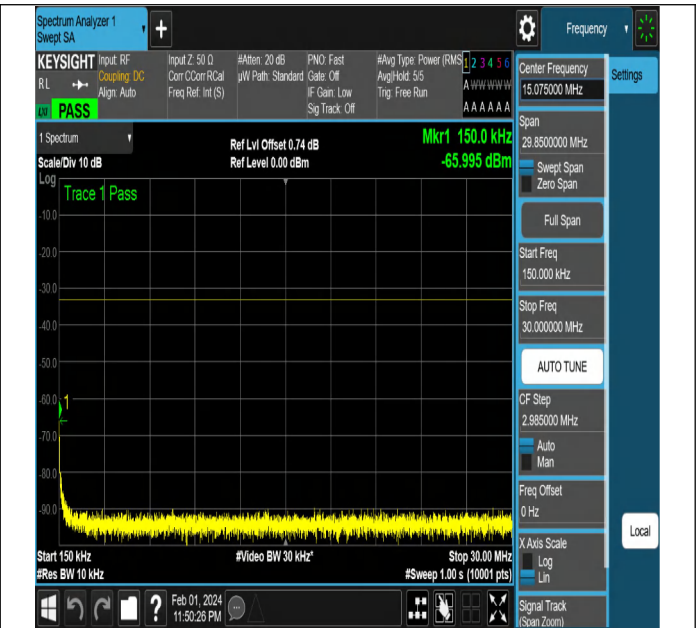 Spectrum Analyzer 1
Swept SA
Frequency
KEYSIGHT
RL
LXI
PASS
Input: RF
Coupling: DC
Align: Auto
Input Z: 50 Ω
Corr CCorr RCal
Freq Ref: Int (S)
#Atten: 20 dB
µW Path: Standard
PNO: Fast
Gate: Off
IF Gain: Low
Sig Track: Off
#Avg Type: Power (RMS
Avg|Hold: 5/5
Trig: Free Run
1 2 3 4 5 6
A W W W W W
A A A A A A
1 Spectrum
Scale/Div 10 dB
Ref Lvl Offset 0.74 dB
Ref Level 0.00 dBm
Mkr1 150.0 kHz
-65.995 dBm
Log
Trace 1 Pass
-10.0
-20.0
-30.0
-40.0
-50.0
-60.0
1
-70.0
-80.0
-90.0
Start 150 kHz
#Res BW 10 kHz
#Video BW 30 kHz*
Stop 30.00 MHz
#Sweep 1.00 s (10001 pts)
?
Feb 01, 2024
11:50:26 PM
Center Frequency
15.075000 MHz
Settings
Span
29.8500000 MHz
Swept Span
Zero Span
Full Span
Start Freq
150.000 kHz
Stop Freq
30.000000 MHz
AUTO TUNE
CF Step
2.985000 MHz
Auto
Man
Freq Offset
0 Hz
Local
X Axis Scale
Log
Lin
Signal Track
(Span Zoom)